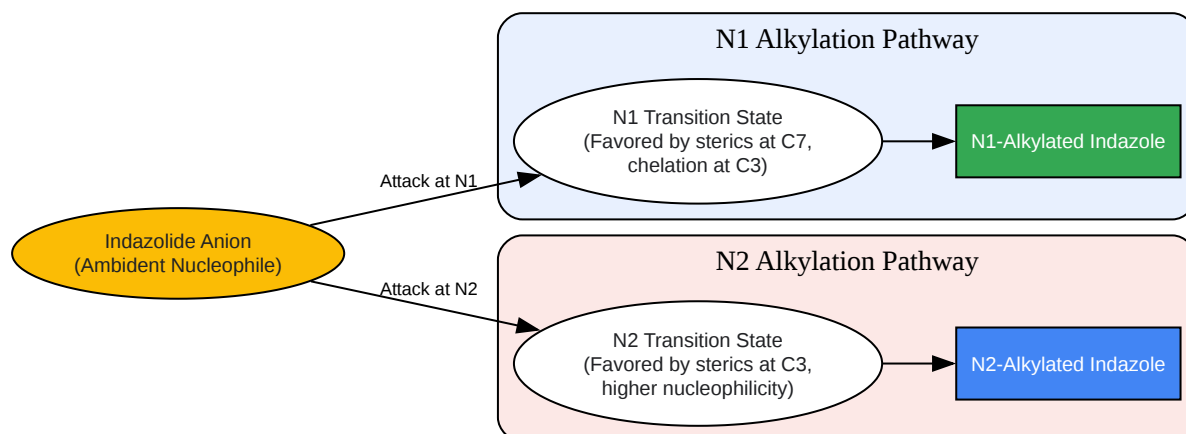 N1 Alkylation Pathway
N1 Transition State
(Favored by sterics at C7,
chelation at C3)
N1-Alkylated Indazole
Attack at N1
Indazolide Anion
(Ambident Nucleophile)
Attack at N2
N2 Alkylation Pathway
N2 Transition State
(Favored by sterics at C3,
higher nucleophilicity)
N2-Alkylated Indazole